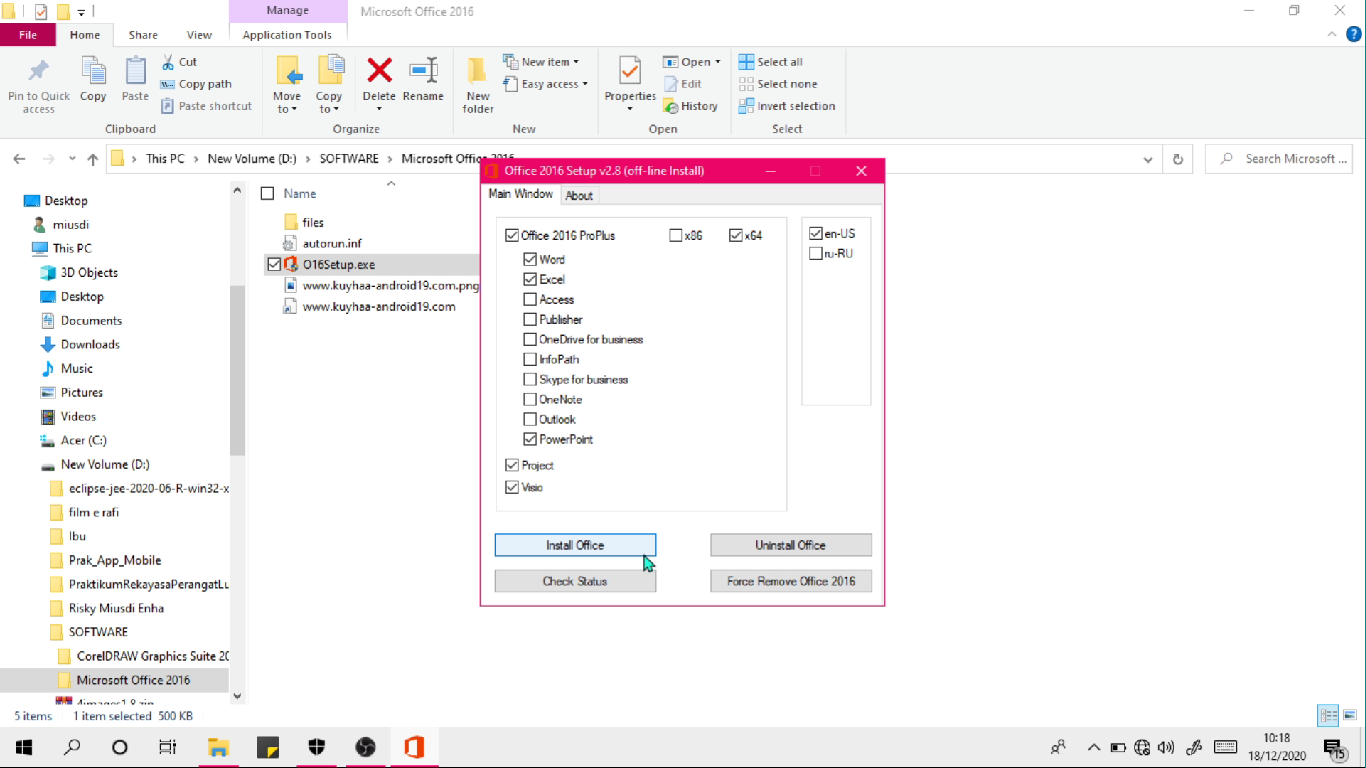 Manage
Microsoft Office 2016
File
Home
Share
View
Application Tools
Pin to Quick access
Copy
Paste
Cut
Copy path
Paste shortcut
Clipboard
Move to
Copy to
Delete
Rename
Organize
New folder
New item
Easy access
New
Properties
Open
Edit
History
Open
Select all
Select none
Invert selection
Select
This PC > New Volume (D:) > SOFTWARE > Microsoft Office 2016
Search Microsoft ...
Desktop
miusdi
This PC
3D Objects
Desktop
Documents
Downloads
Music
Pictures
Videos
Acer (C:)
New Volume (D:)
eclipse-jee-2020-06-R-win32-x
film e rafi
Ibu
Prak_App_Mobile
PraktikumRekayasaPerangatLu
Risky Miusdi Enha
SOFTWARE
CorelDRAW Graphics Suite 20
Microsoft Office 2016
Name
files
autorun.inf
O16Setup.exe
www.kuyhaa-android19.com.png
www.kuyhaa-android19.com
Office 2016 Setup v2.8 (off-line Install)
Main Window
About
Office 2016 ProPlus
x86
x64
Word
Excel
Access
Publisher
OneDrive for business
InfoPath
Skype for business
OneNote
Outlook
PowerPoint
Project
Visio
en-US
ru-RU
Install Office
Uninstall Office
Check Status
Force Remove Office 2016
5 items
1 item selected 500 KB
10:18
18/12/2020
15